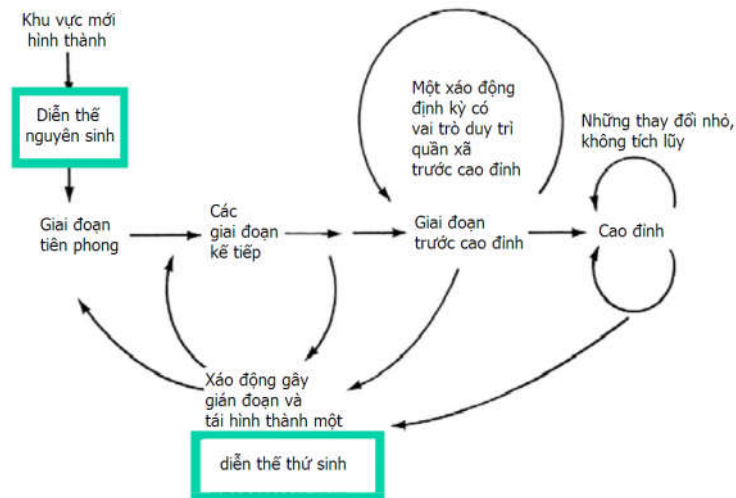 Khu vực mới
hình thành
Diễn thế
nguyên sinh
Giai đoạn
tiên phong
Các
giai đoạn
kế tiếp
Một xáo động
định kỳ có
vai trò duy trì
quần xã
trước cao đỉnh
Giai đoạn
trước cao đỉnh
Những thay đổi nhỏ,
không tích lũy
Cao đỉnh
Xáo động gây
gián đoạn và
tái hình thành một
diễn thế thứ sinh